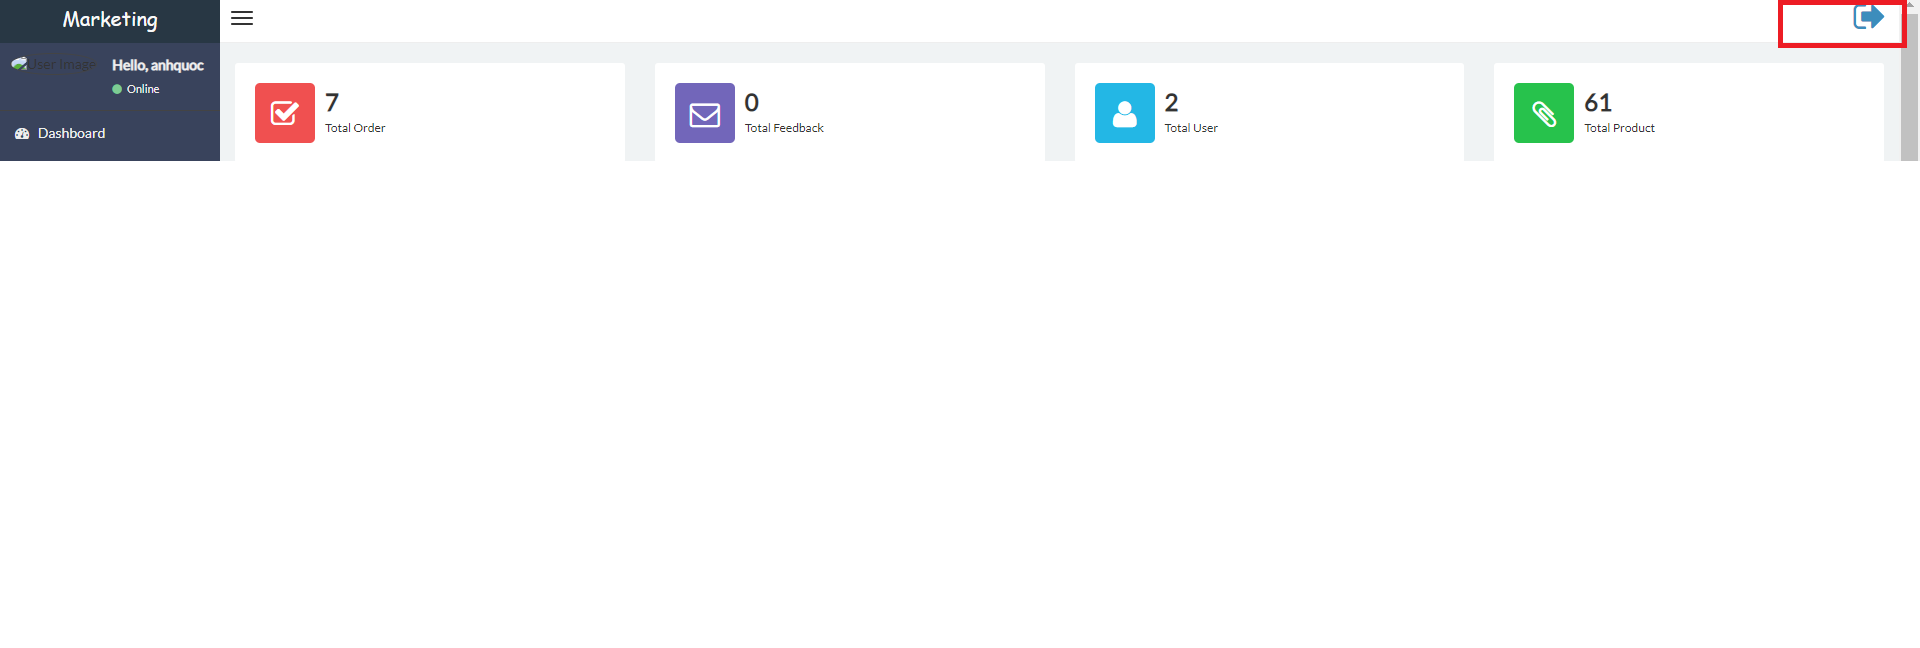 Marketing
User Image
Hello, anhquoc
Online
Dashboard
7
Total Order
0
Total Feedback
2
Total User
61
Total Product